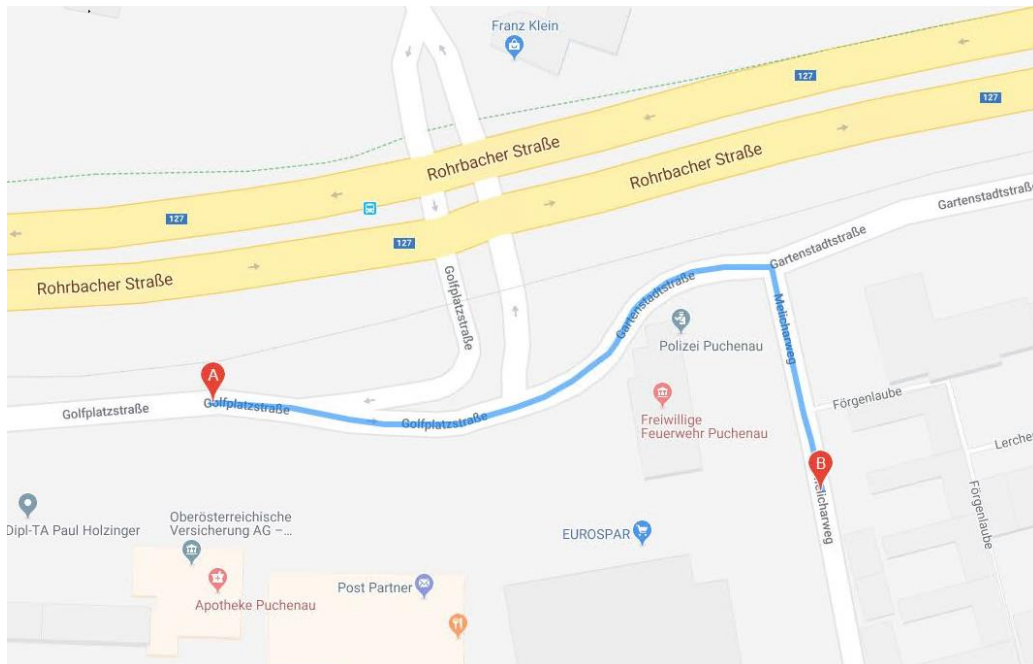 Franz Klein
127
127
Rohrbacher Straße
Rohrbacher Straße
Gartenstadtstraße
127
127
Gartenstadtstraße
Rohrbacher Straße
Golfplatzstraße
Gartenstadtstraße
Melicharweg
Polizei Puchenau
A
Golfplatzstraße
Golfplatzstraße
Golfplatzstraße
Freiwillige
Feuerwehr Puchenau
Förgenlaube
Lerche
B
Melicharweg
Förgenlaube
Dipl-TA Paul Holzinger
Oberösterreichische
Versicherung AG –...
EUROSPAR
Post Partner
Apotheke Puchenau